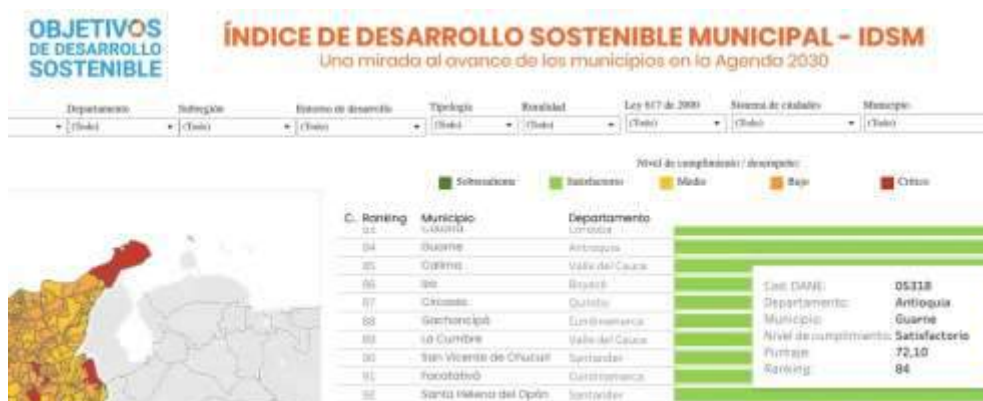 OBJETIVOS
DE DESARROLLO
SOSTENIBLE
ÍNDICE DE DESARROLLO SOSTENIBLE MUNICIPAL - IDSM
Una mirada al avance de los municipios en la Agenda 2030
Departamento Subregión Entorno de desarrollo Tipología Ruralidad Ley 617 de 2000 Sistema de ciudades Municipio
(Todo) (Todo) (Todo) (Todo) (Todo) (Todo) (Todo) (Todo)
Nivel de cumplimiento / desempeño
Sobresaliente Satisfactorio Medio Bajo Crítico
C. Ranking Municipio Departamento
84 Guarne Antioquia
85 Calima Valle del Cauca
86 Boyacá
87 Circasia Quindío
88 Gachancipá Cundinamarca
89 La Cumbre Valle del Cauca
90 San Vicente de Chucurí Santander
91 Facatativá Cundinamarca
92 Santa Helena del Opón Santander
Cod. DANE: 05318
Departamento: Antioquia
Municipio: Guarne
Nivel de cumplimiento: Satisfactorio
Puntaje: 72,10
Ranking: 84